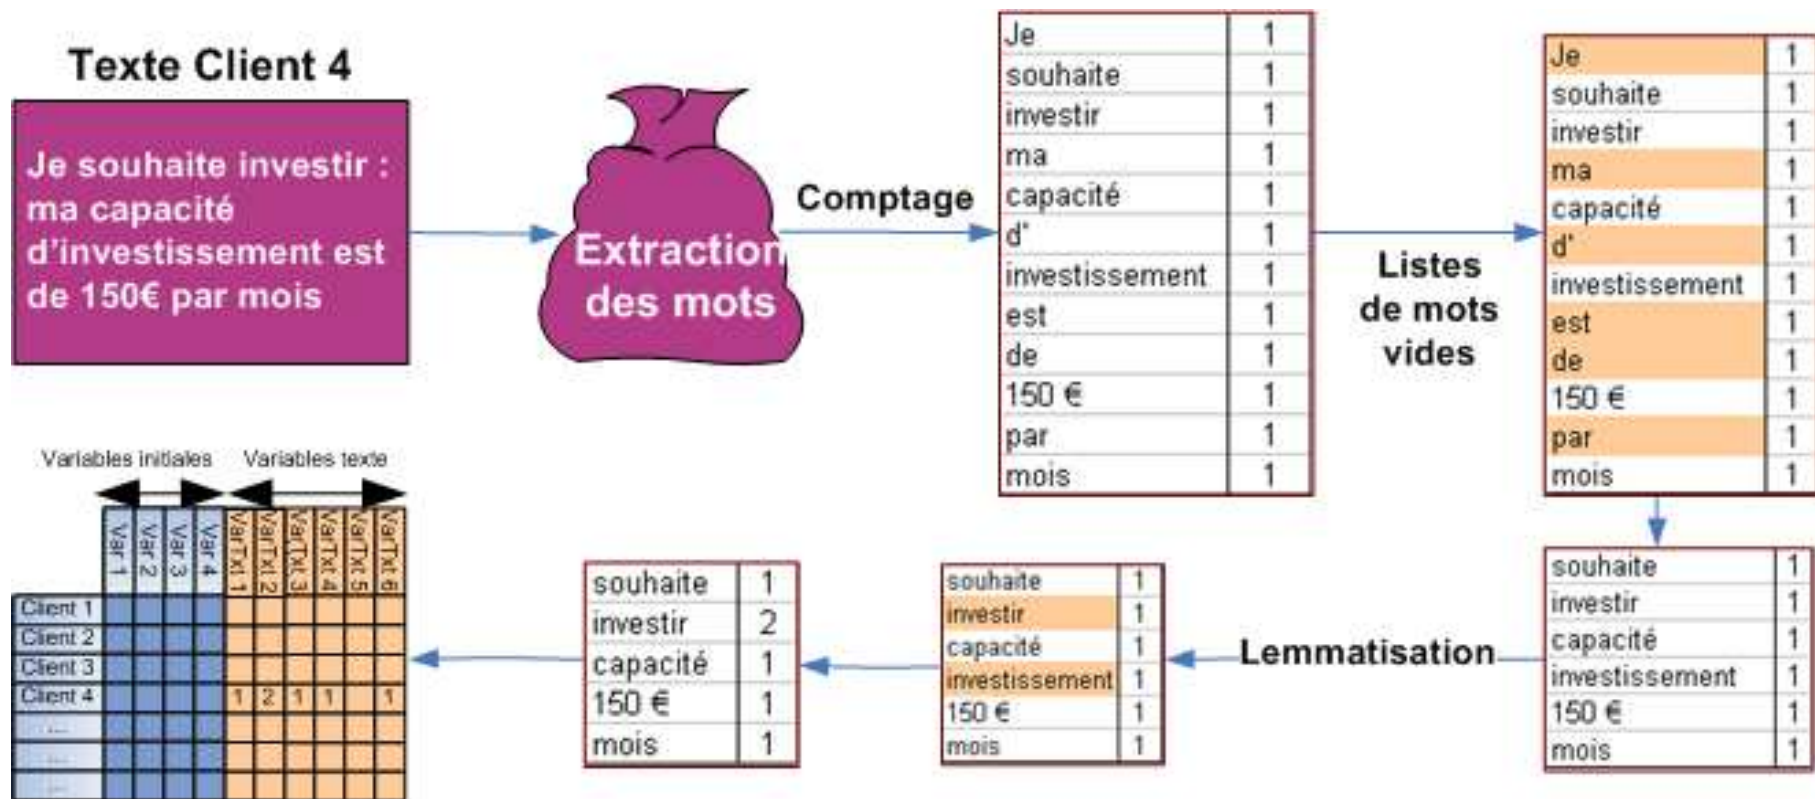 Texte Client 4
Je souhaite investir :
ma capacité
d'investissement est
de 150€ par mois
Extraction
des mots
Comptage
Je 1
souhaite 1
investir 1
ma 1
capacité 1
d' 1
investissement 1
est 1
de 1
150 € 1
par 1
mois 1
Listes
de mots
vides
Je 1
souhaite 1
investir 1
ma 1
capacité 1
d' 1
investissement 1
est 1
de 1
150 € 1
par 1
mois 1
souhaite 1
investir 1
capacité 1
investissement 1
150 € 1
mois 1
Lemmatisation
souhaite 1
investir 1
capacité 1
investissement 1
150 € 1
mois 1
souhaite 1
investir 2
capacité 1
150 € 1
mois 1
Variables initiales Variables texte
Var 1 Var 2 Var 3 Var 4 VarTxt 1 VarTxt 2 VarTxt 3 VarTxt 4 VarTxt 5 VarTxt 6
Client 1
Client 2
Client 3
Client 4 1 2 1 1 1
...
...
...